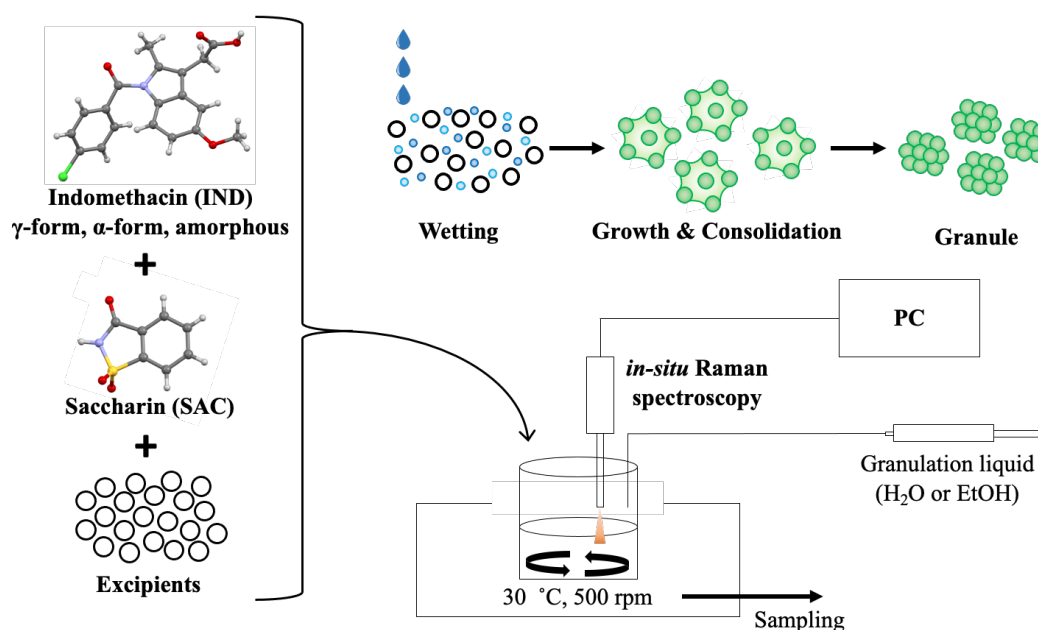 Indomethacin (IND)
γ-form, α-form, amorphous
+
Saccharin (SAC)
+
Excipients
Wetting
Growth & Consolidation
Granule
PC
in-situ Raman
spectroscopy
Granulation liquid
(H₂O or EtOH)
30 ˚C, 500 rpm
Sampling